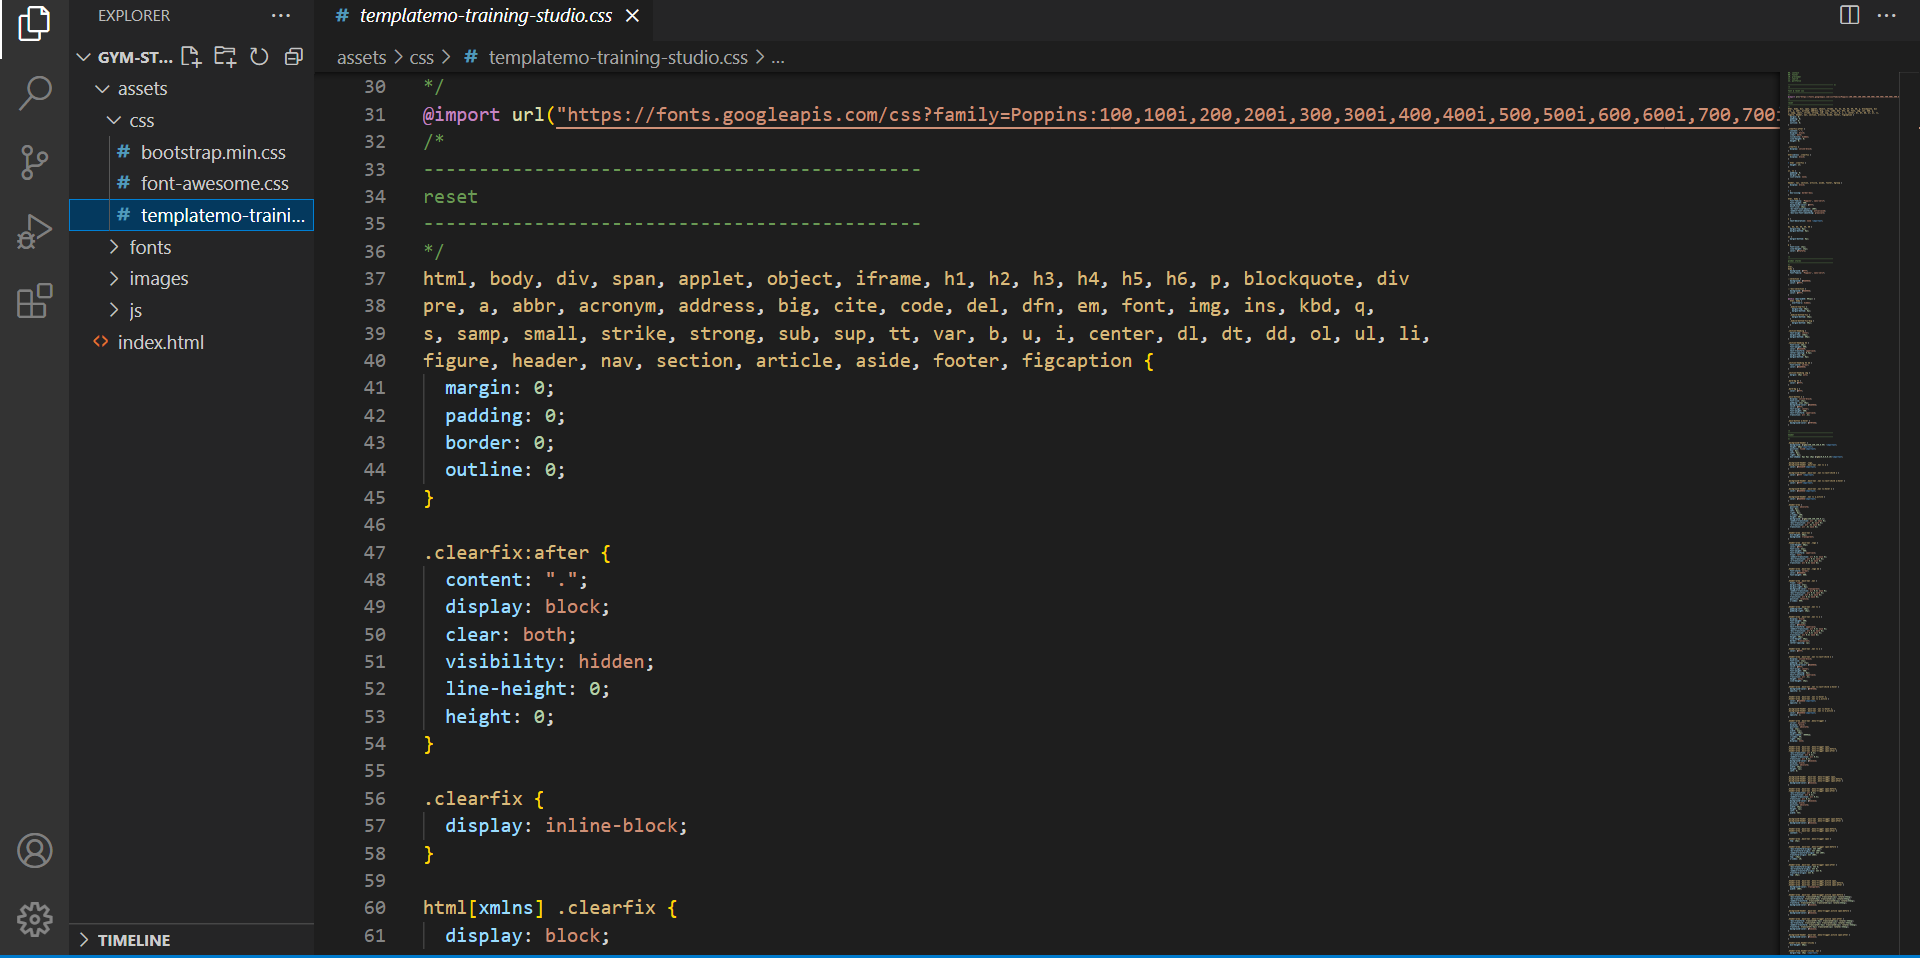 EXPLORER
GYM-ST...
assets
css
# bootstrap.min.css
# font-awesome.css
# templatemo-traini...
fonts
images
js
<> index.html
TIMELINE
# templatemo-training-studio.css
assets > css > # templatemo-training-studio.css > ...
30 */
31 @import url("https://fonts.googleapis.com/css?family=Poppins:100,100i,200,200i,300,300i,400,400i,500,500i,600,600i,700,700i
32 /*
33 ---------------------------------------------
34 reset
35 ---------------------------------------------
36 */
37 html, body, div, span, applet, object, iframe, h1, h2, h3, h4, h5, h6, p, blockquote, div
38 pre, a, abbr, acronym, address, big, cite, code, del, dfn, em, font, img, ins, kbd, q,
39 s, samp, small, strike, strong, sub, sup, tt, var, b, u, i, center, dl, dt, dd, ol, ul, li,
40 figure, header, nav, section, article, aside, footer, figcaption {
41 margin: 0;
42 padding: 0;
43 border: 0;
44 outline: 0;
45 }
46
47 .clearfix:after {
48 content: ".";
49 display: block;
50 clear: both;
51 visibility: hidden;
52 line-height: 0;
53 height: 0;
54 }
55
56 .clearfix {
57 display: inline-block;
58 }
59
60 html[xmlns] .clearfix {
61 display: block;